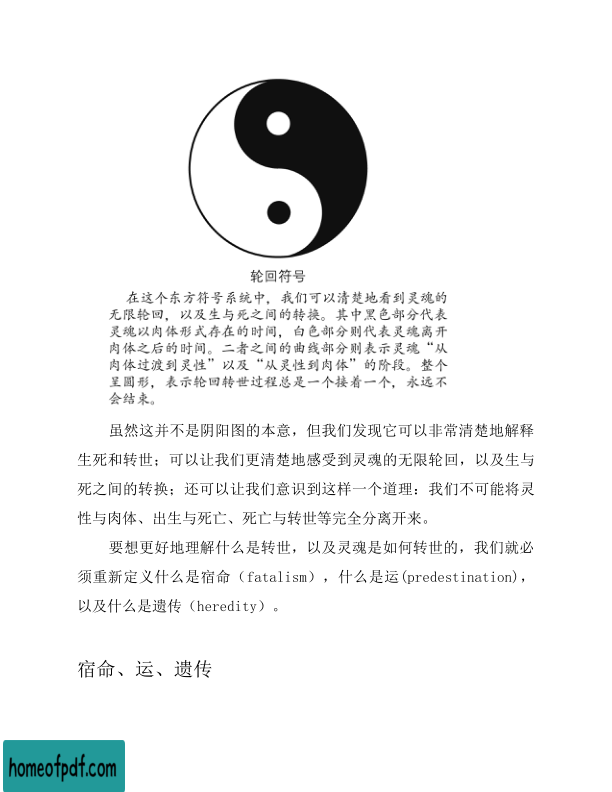 轮回符号
在这个东方符号系统中，我们可以清楚地看到灵魂的
无限轮回，以及生与死之间的转换。其中黑色部分代表
灵魂以肉体形式存在的时间，白色部分则代表灵魂离开
肉体之后的时间。二者之间的曲线部分则表示灵魂“从
肉体过渡到灵性”以及“从灵性到肉体”的阶段。整个
呈圆形，表示轮回转世过程总是一个接着一个，永远不
会结束。
虽然这并不是阴阳图的本意，但我们发现它可以非常清楚地解释
生死和转世；可以让我们更清楚地感受到灵魂的无限轮回，以及生与
死之间的转换；还可以让我们意识到这样一个道理：我们不可能将灵
性与肉体、出生与死亡、死亡与转世等完全分离开来。
要想更好地理解什么是转世，以及灵魂是如何转世的，我们就必
须重新定义什么是宿命（fatalism），什么是运(predestination)，
以及什么是遗传（heredity）。
宿命、运、遗传
homeofpdf.com